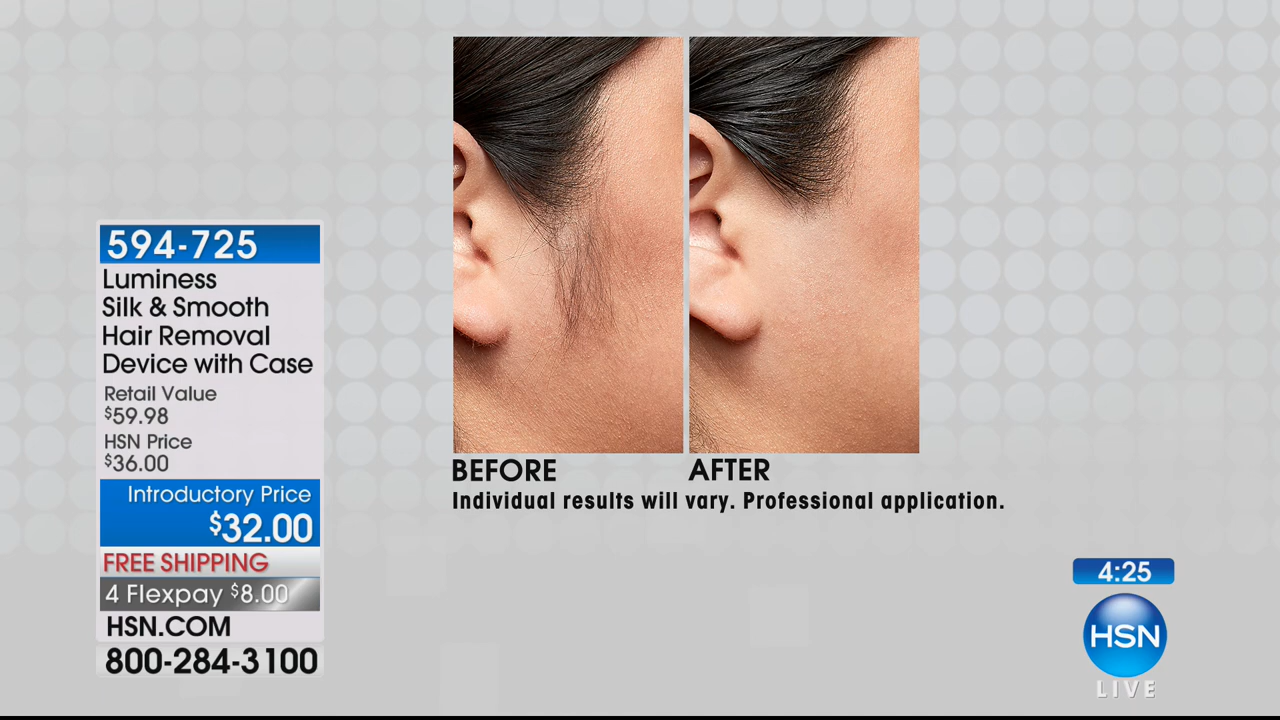 594-725
Luminess
Silk & Smooth
Hair Removal
Device with Case
Retail Value
$59.98
HSN Price
$36.00
Introductory Price
$32.00
FREE SHIPPING
4 Flexpay $8.00
HSN.COM
800-284-3100
BEFORE AFTER
Individual results will vary. Professional application.
4:25
HSN
LIVE